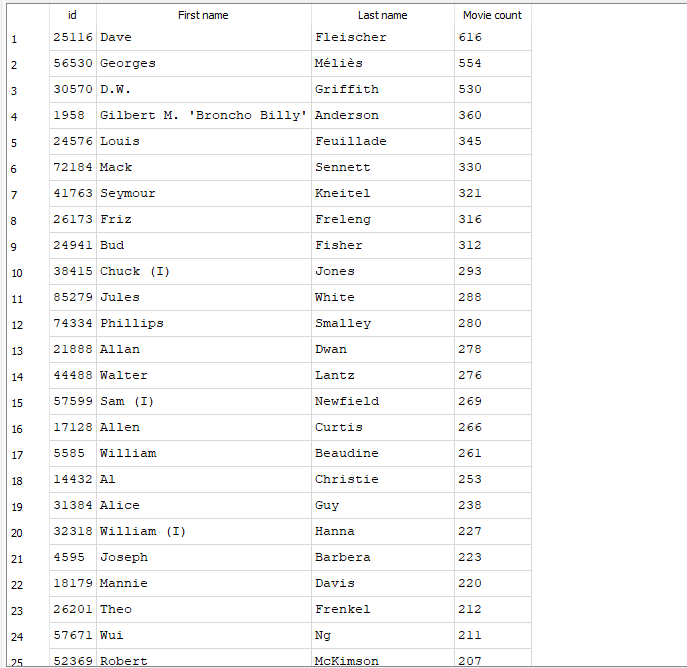 id First name Last name Movie count
1 25116 Dave Fleischer 616
2 56530 Georges Méliès 554
3 30570 D.W. Griffith 530
4 1958 Gilbert M. 'Broncho Billy' Anderson 360
5 24576 Louis Feuillade 345
6 72184 Mack Sennett 330
7 41763 Seymour Kneitel 321
8 26173 Friz Freleng 316
9 24941 Bud Fisher 312
10 38415 Chuck (I) Jones 293
11 85279 Jules White 288
12 74334 Phillips Smalley 280
13 21888 Allan Dwan 278
14 44488 Walter Lantz 276
15 57599 Sam (I) Newfield 269
16 17128 Allen Curtis 266
17 5585 William Beaudine 261
18 14432 Al Christie 253
19 31384 Alice Guy 238
20 32318 William (I) Hanna 227
21 4595 Joseph Barbera 223
22 18179 Mannie Davis 220
23 26201 Theo Frenkel 212
24 57671 Wui Ng 211
25 52369 Robert McKimson 207